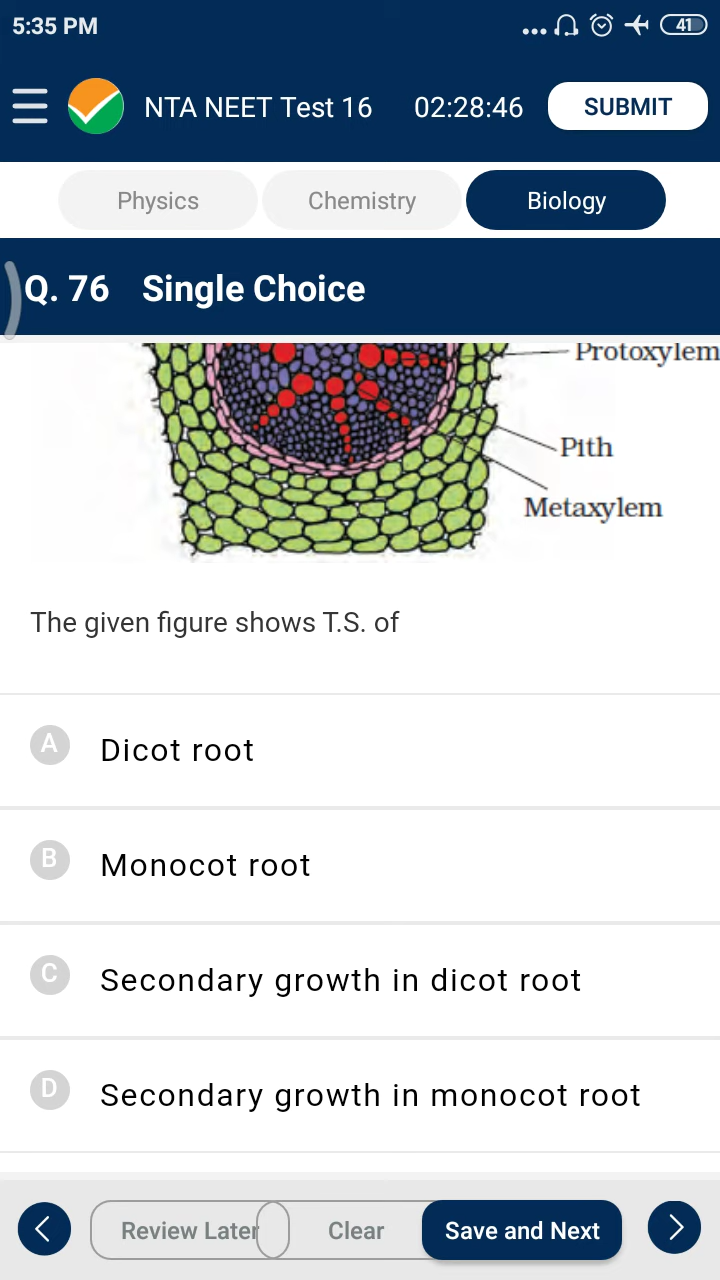 5:35 PM
41
NTA NEET Test 16 02:28:46 SUBMIT
Physics Chemistry Biology
Q. 76 Single Choice
Protoxylem
Pith
Metaxylem
The given figure shows T.S. of
A Dicot root
B Monocot root
C Secondary growth in dicot root
D Secondary growth in monocot root
Review Later Clear Save and Next